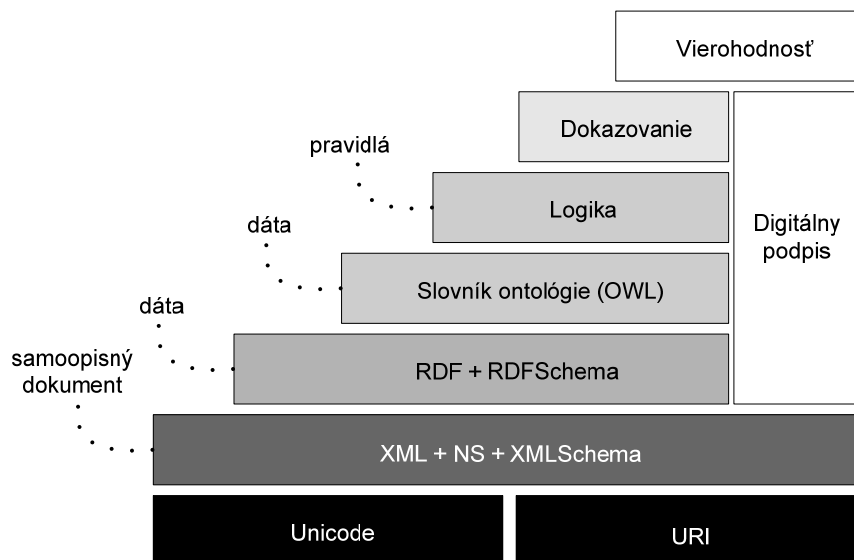 Vierohodnosť
Dokazovanie
pravidlá
Logika
Digitálny
podpis
dáta
Slovník ontológie (OWL)
dáta
RDF + RDFSchema
samoopisný
dokument
XML + NS + XMLSchema
Unicode
URI